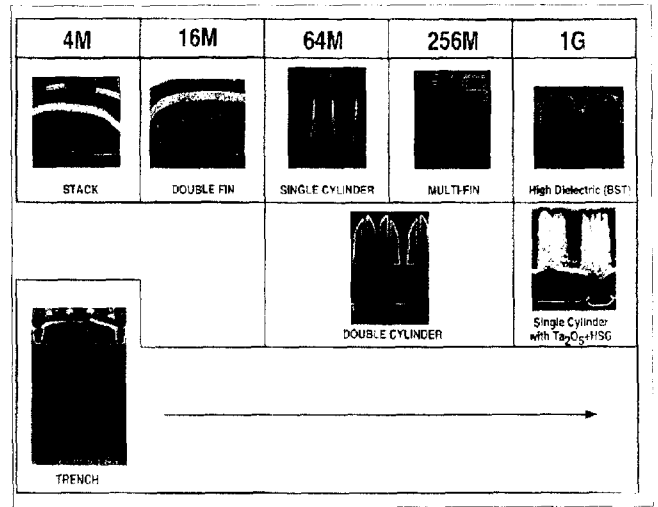 4M 16M 64M 256M 1G
STACK DOUBLE FIN SINGLE CYLINDER MULTI-FIN High Dielectric (BST)
DOUBLE CYLINDER
Single Cylinder
with Ta₂O₅+HSG
TRENCH